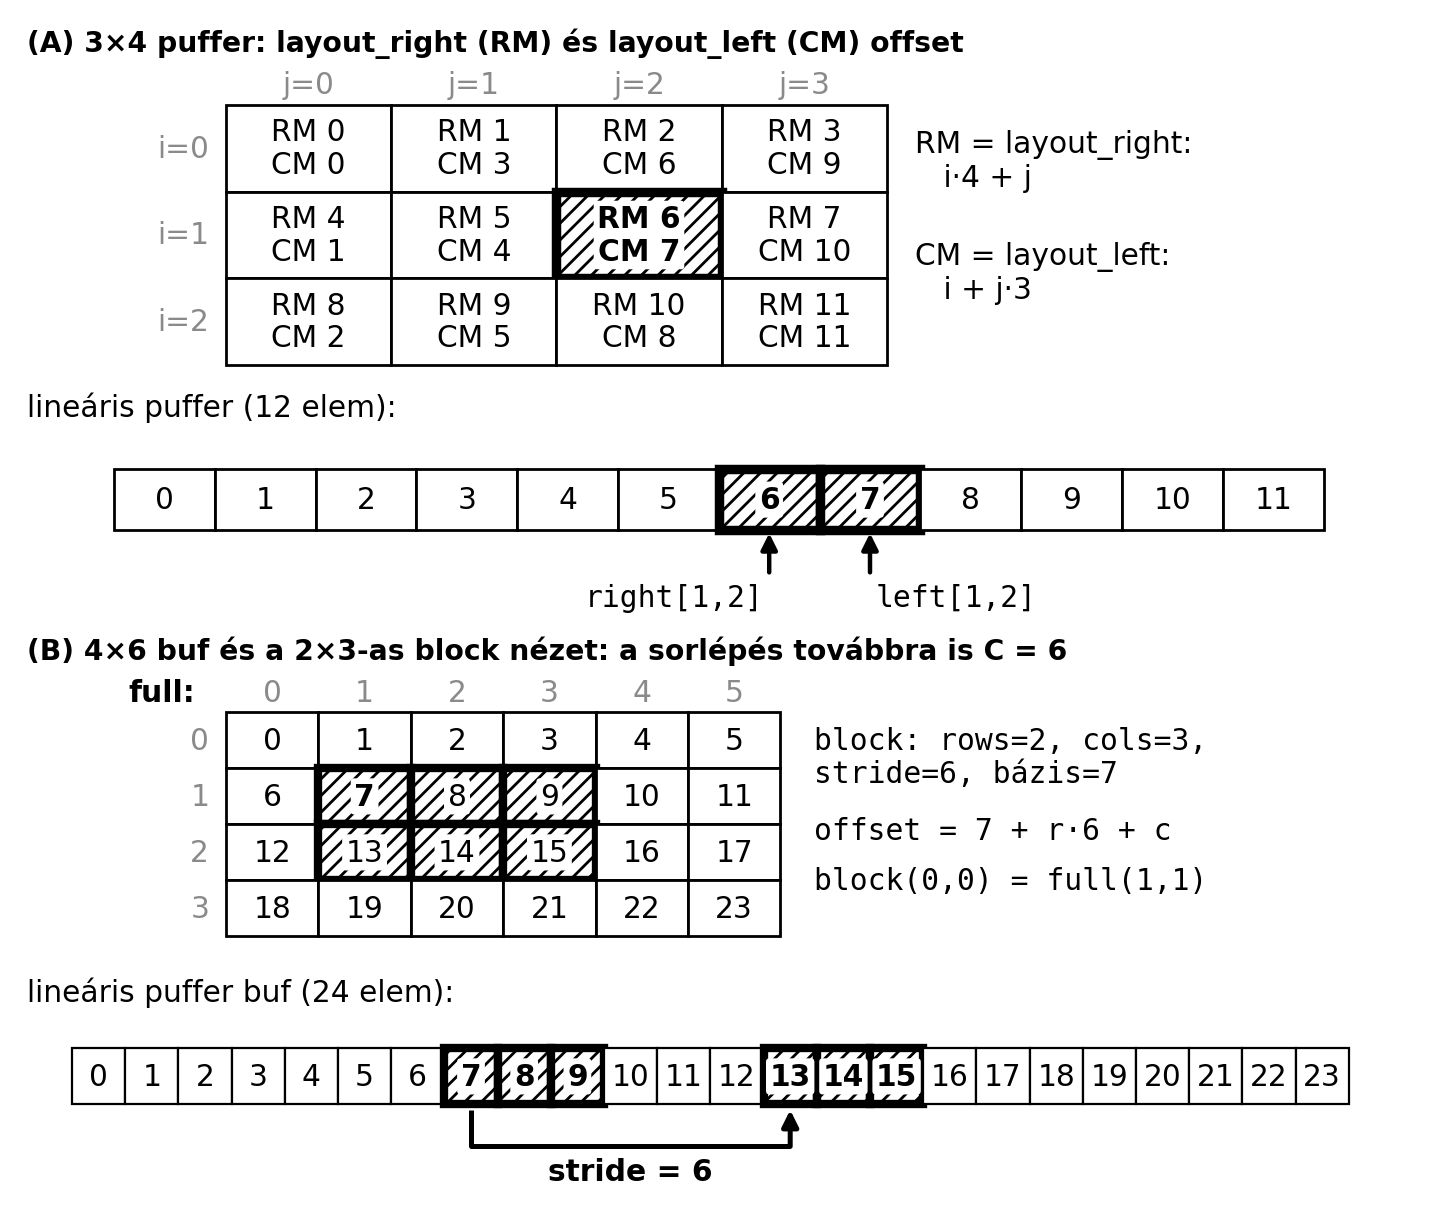 (A) 3×4 puffer: layout_right (RM) és layout_left (CM) offset
j=0 j=1 j=2 j=3
i=0
RM 0 RM 1 RM 2 RM 3
CM 0 CM 3 CM 6 CM 9
i=1
RM 4 RM 5 RM 6 RM 7
CM 1 CM 4 CM 7 CM 10
i=2
RM 8 RM 9 RM 10 RM 11
CM 2 CM 5 CM 8 CM 11
RM = layout_right:
i·4 + j
CM = layout_left:
i + j·3
lineáris puffer (12 elem):
0 1 2 3 4 5 6 7 8 9 10 11
right[1,2] left[1,2]
(B) 4×6 buf és a 2×3-as block nézet: a sorlépés továbbra is C = 6
full: 0 1 2 3 4 5
0 0 1 2 3 4 5
1 6 7 8 9 10 11
2 12 13 14 15 16 17
3 18 19 20 21 22 23
block: rows=2, cols=3,
stride=6, bázis=7
offset = 7 + r·6 + c
block(0,0) = full(1,1)
lineáris puffer buf (24 elem):
0 1 2 3 4 5 6 7 8 9 10 11 12 13 14 15 16 17 18 19 20 21 22 23
stride = 6